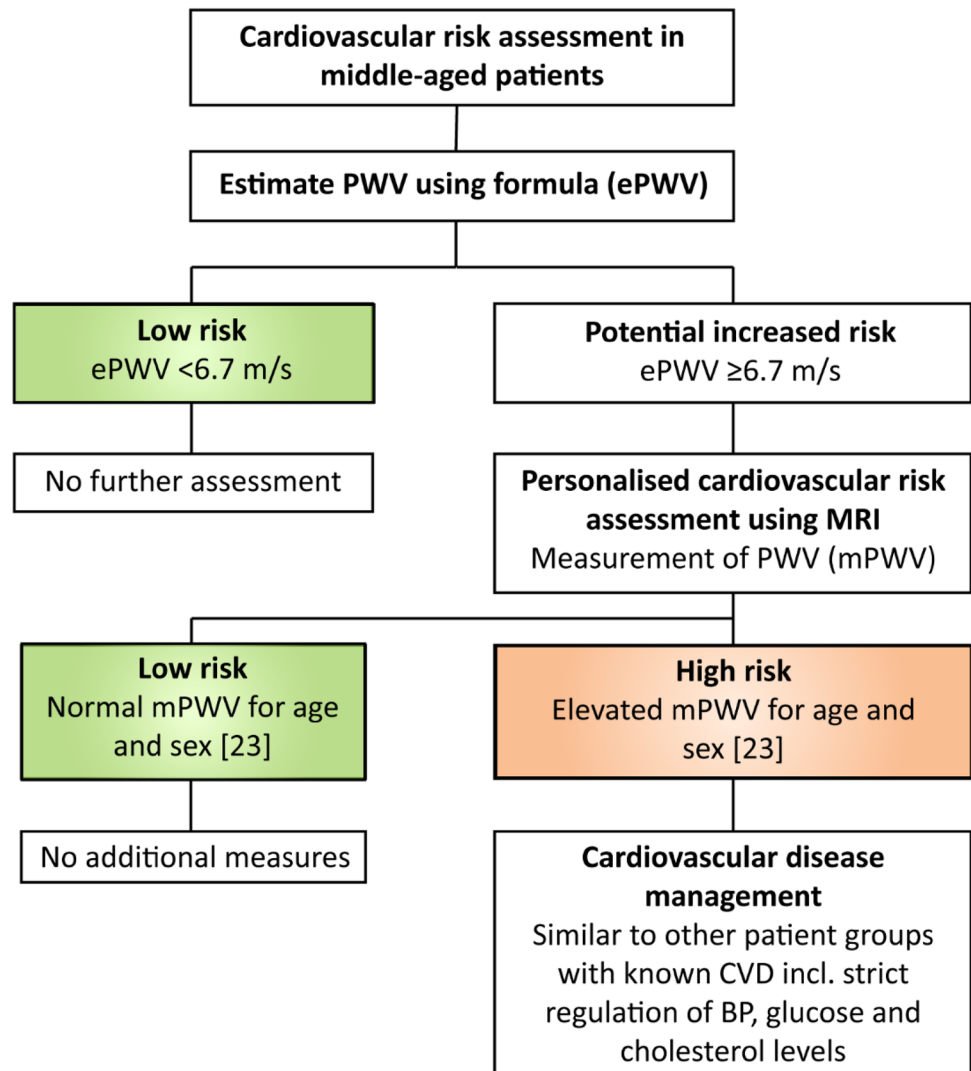 Cardiovascular risk assessment in
middle-aged patients
Estimate PWV using formula (ePWV)
Low risk
ePWV <6.7 m/s
Potential increased risk
ePWV ≥6.7 m/s
No further assessment
Personalised cardiovascular risk
assessment using MRI
Measurement of PWV (mPWV)
Low risk
Normal mPWV for age
and sex [23]
High risk
Elevated mPWV for age and
sex [23]
No additional measures
Cardiovascular disease
management
Similar to other patient groups
with known CVD incl. strict
regulation of BP, glucose and
cholesterol levels